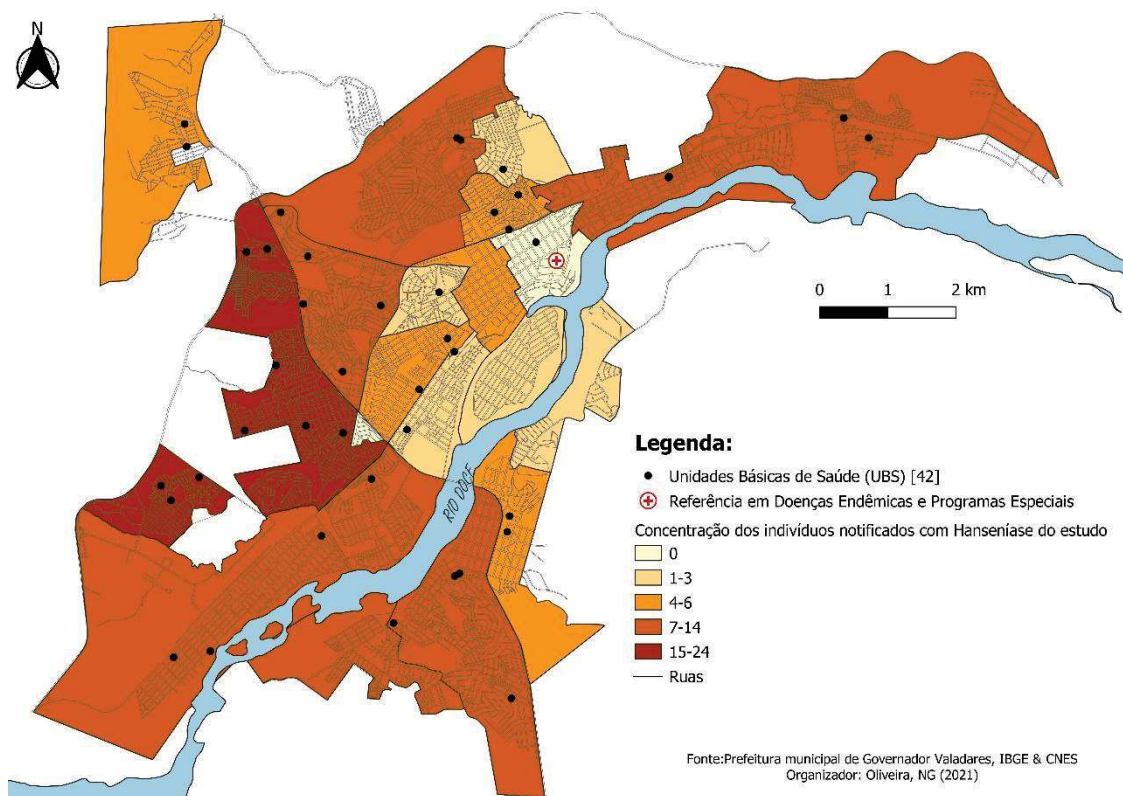 N
0 1 2 km
RIO DOCE
Legenda:
Unidades Básicas de Saúde (UBS) [42]
Referência em Doenças Endêmicas e Programas Especiais
Concentração dos indivíduos notificados com Hanseníase do estudo
0
1-3
4-6
7-14
15-24
Ruas
Fonte:Prefeitura municipal de Governador Valadares, IBGE & CNES
Organizador: Oliveira, NG (2021)